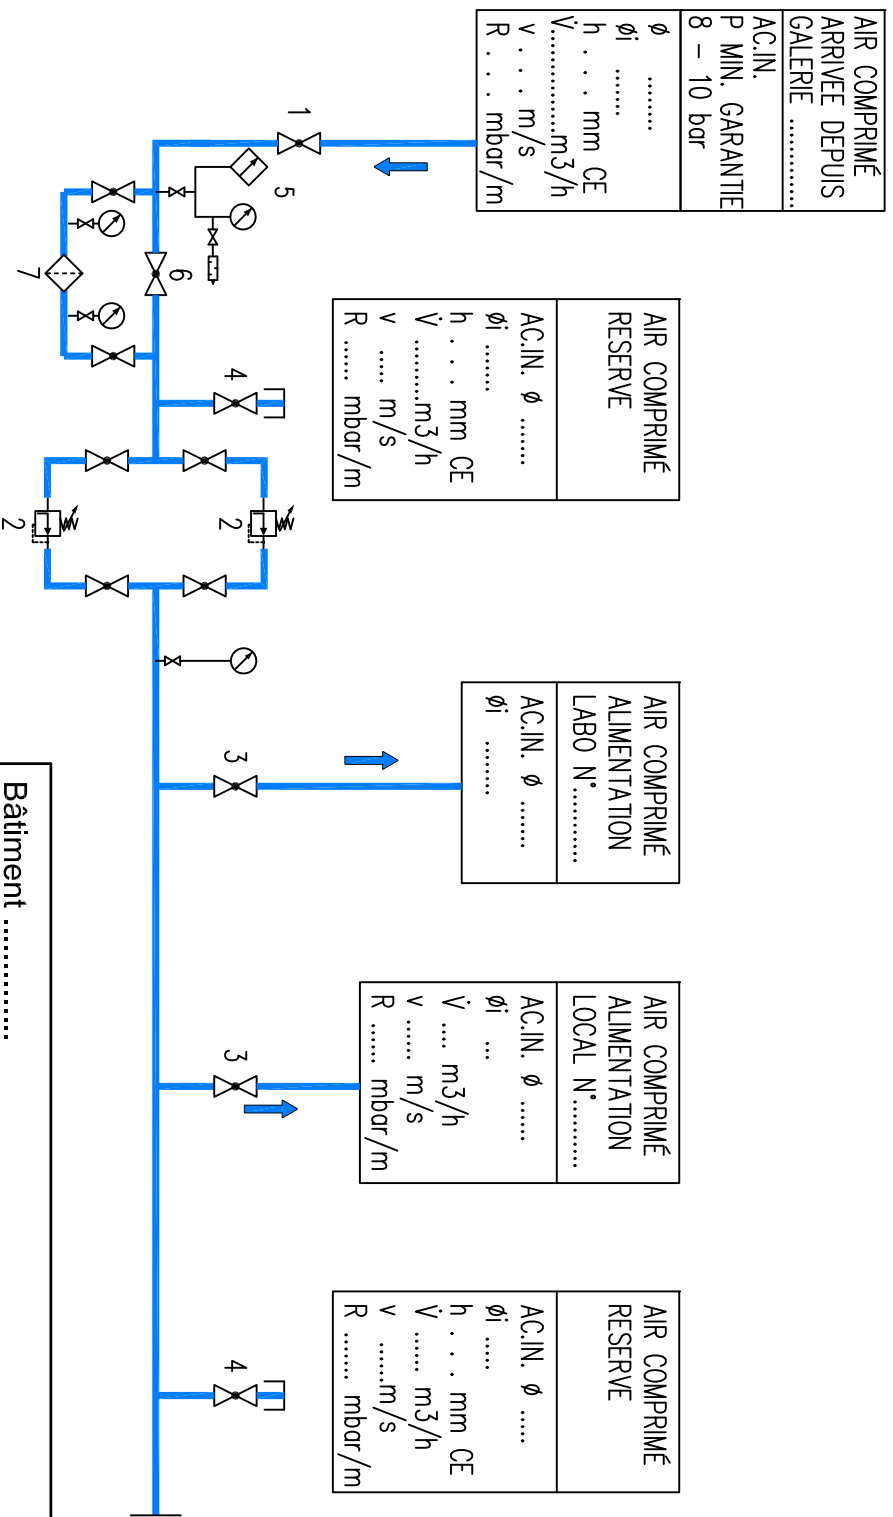 AIR COMPRIMÉ
ARRIVEE DEPUIS
GALERIE ............
AC.IN.
P MIN. GARANTIE
8 - 10 bar
ø ........
øi .......
h . . . mm CE
V̇................m3/h
v . . . m/s
R . . . mbar/m
AIR COMPRIMÉ
RESERVE
AC.IN. ø ........
øi .......
h . . . mm CE
V̇.........m3/h
v ..... m/s
R ..... mbar/m
AIR COMPRIMÉ
ALIMENTATION
LABO N°............
AC.IN. ø ........
øi .........
AIR COMPRIMÉ
ALIMENTATION
LOCAL N°..........
AC.IN. ø .......
øi ...
V̇ .... m3/h
v ...... m/s
R ...... mbar/m
AIR COMPRIMÉ
RESERVE
AC.IN. ø ......
øi .....
h . . . mm CE
V̇ ...... m3/h
v ......m/s
R ...... mbar/m
1
5
6
7
4
2
2
3
3
4
Bâtiment ..............